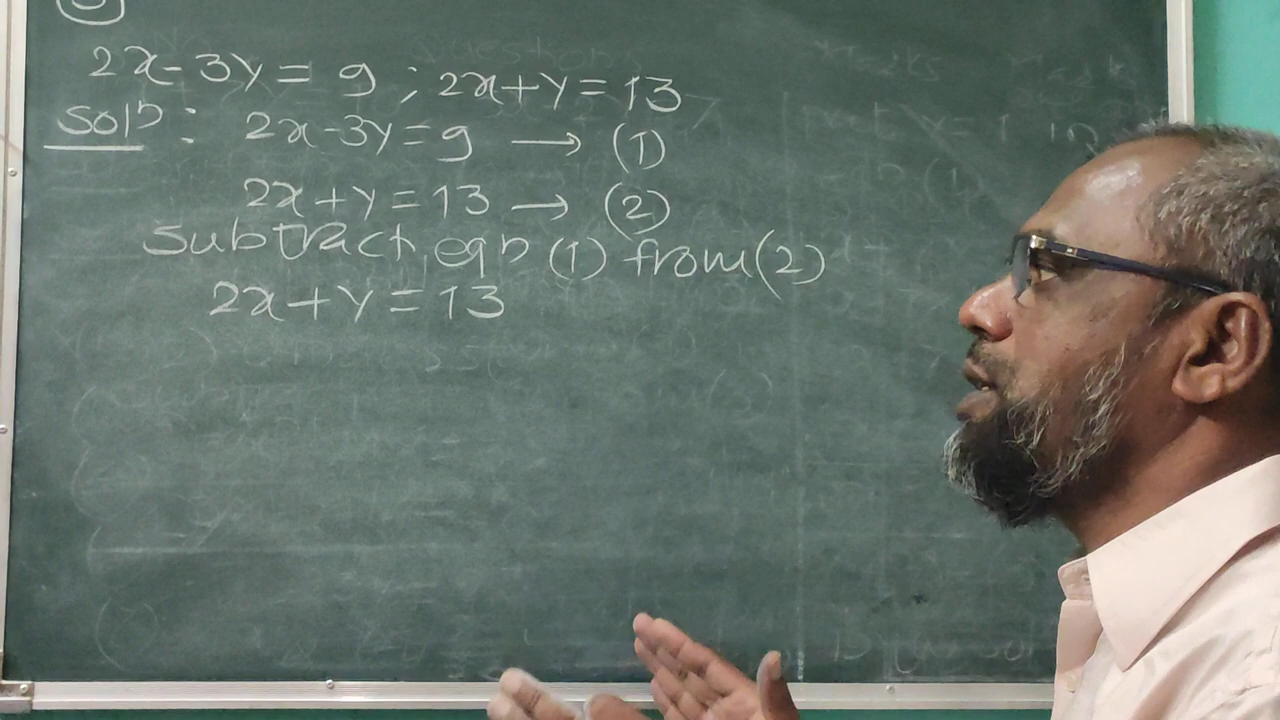 2x-3y = 9 ; 2x+y = 13
Solⁿ : 2x-3y=9 → (1)
2x+y=13 → (2)
Subtract eqⁿ (1) from (2)
2x+y=13